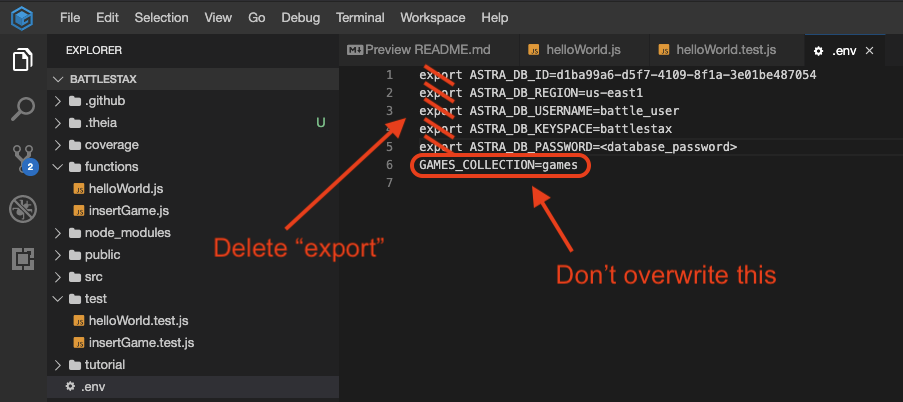 File Edit Selection View Go Debug Terminal Workspace Help
EXPLORER
BATTLESTAX
.github
.theia U
coverage
functions
helloWorld.js
insertGame.js
node_modules
public
src
test
helloWorld.test.js
insertGame.test.js
tutorial
.env
2
Preview README.md helloWorld.js helloWorld.test.js .env
1 export ASTRA_DB_ID=d1ba99a6-d5f7-4109-8f1a-3e01be487054
2 export ASTRA_DB_REGION=us-east1
3 export ASTRA_DB_USERNAME=battle_user
4 export ASTRA_DB_KEYSPACE=battlestax
5 export ASTRA_DB_PASSWORD=<database_password>
6 GAMES_COLLECTION=games
7
Delete “export”
Don’t overwrite this